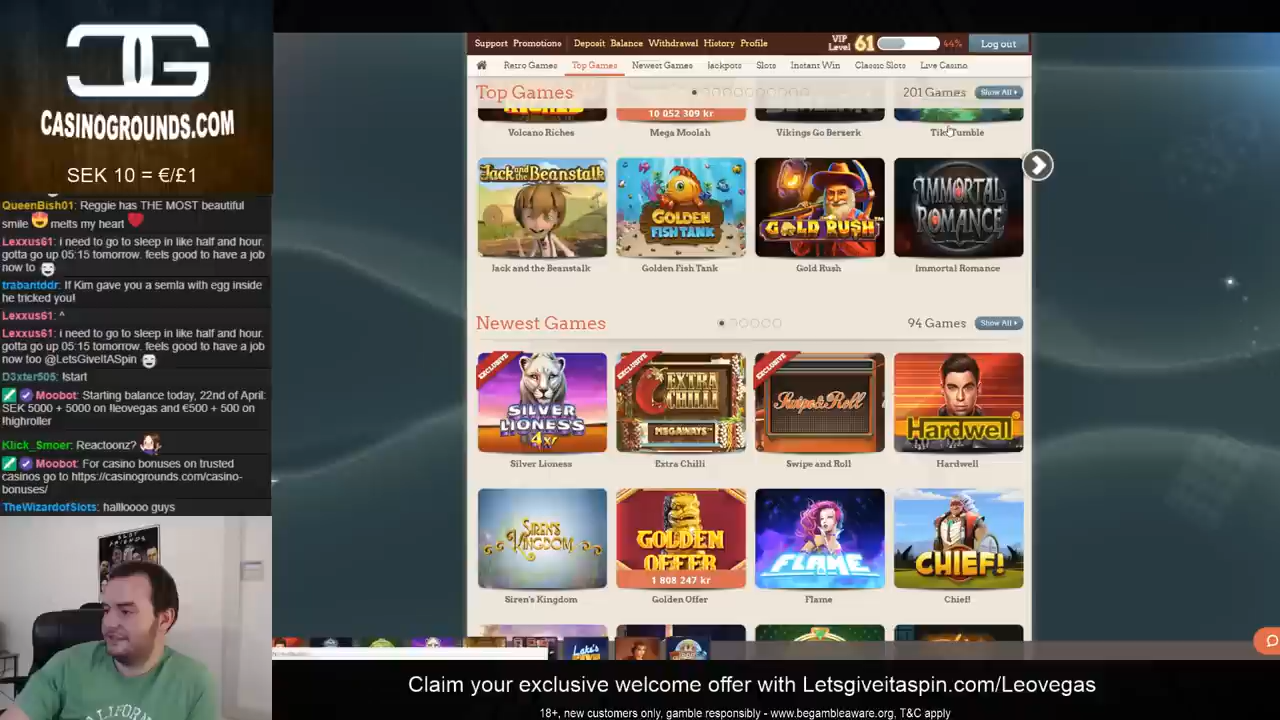 CASINOGROUNDS.COM
SEK 10 = €/£1
QueenBish01: Reggie has THE MOST beautiful
smile melts my heart
Lexxus61: i need to go to sleep in like half and hour.
gotta go up 05:15 tomorrow. feels good to have a job
now to
trabantddr: If Kim gave you a semla with egg inside
he tricked you!
Lexxus61: ^
Lexxus61: i need to go to sleep in like half and hour.
gotta go up 05:15 tomorrow. feels good to have a job
now too @LetsGiveItASpin
D3xter505: !start
Moobot: Starting balance today, 22nd of April:
SEK 5000 + 5000 on !leovegas and €500 + 500 on
!highroller
Klick_Smoer: Reactoonz?
Moobot: For casino bonuses on trusted
casinos go to https://casinogrounds.com/casino-
bonuses/
TheWizardofSlots: hallloooo guys
Support Promotions Deposit Balance Withdrawal History Profile VIP Level 61 44% Log out
Retro Games Top Games Newest Games Jackpots Slots Instant Win Classic Slots Live Casino
Top Games 201 Games Show All
10 052 309 kr
Volcano Riches Mega Moolah Vikings Go Berzerk Tiki Tumble
Jack and the Beanstalk GOLDEN FISH TANK GOLD RUSH™ IMMORTAL ROMANCE
Jack and the Beanstalk Golden Fish Tank Gold Rush Immortal Romance
Newest Games 94 Games Show All
EXCLUSIVE EXCLUSIVE EXCLUSIVE
SILVER LIONESS 4x EXTRA CHILLI MEGAWAYS™ Swipe & Roll Hardwell
Silver Lioness Extra Chilli Swipe and Roll Hardwell
SIREN'S KINGDOM GOLDEN OFFER FLAME CHIEF!
1 808 247 kr
Siren's Kingdom Golden Offer Flame Chief!
Claim your exclusive welcome offer with Letsgiveitaspin.com/Leovegas
18+, new customers only, gamble responsibly - www.begambleaware.org, T&C apply